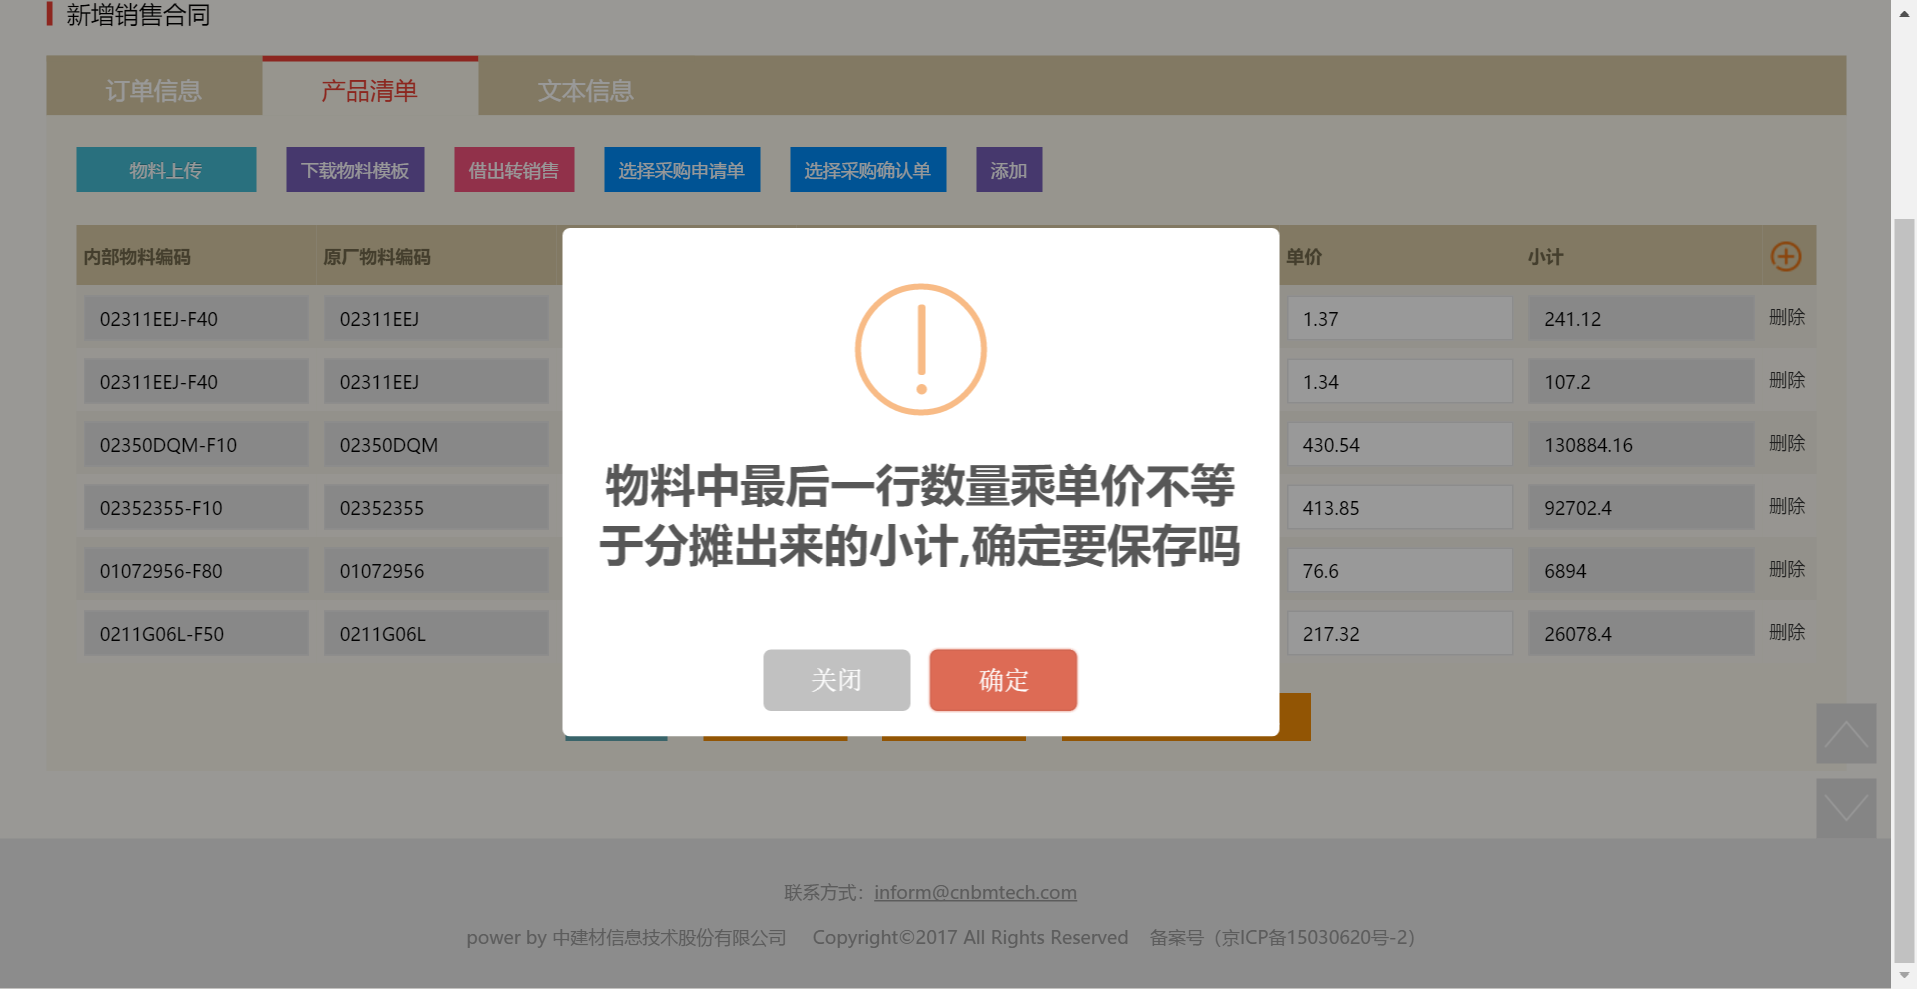 新增销售合同
订单信息 产品清单 文本信息
物料上传 下载物料模板 借出转销售 选择采购申请单 选择采购确认单 添加
内部物料编码 原厂物料编码 单价 小计
02311EEJ-F40 02311EEJ 1.37 241.12 删除
02311EEJ-F40 02311EEJ 1.34 107.2 删除
02350DQM-F10 02350DQM 430.54 130884.16 删除
02352355-F10 02352355 413.85 92702.4 删除
01072956-F80 01072956 76.6 6894 删除
0211G06L-F50 0211G06L 217.32 26078.4 删除
物料中最后一行数量乘单价不等
于分摊出来的小计,确定要保存吗
关闭 确定
联系方式：inform@cnbmtech.com
power by 中建材信息技术股份有限公司 Copyright©2017 All Rights Reserved 备案号（京ICP备15030620号-2）